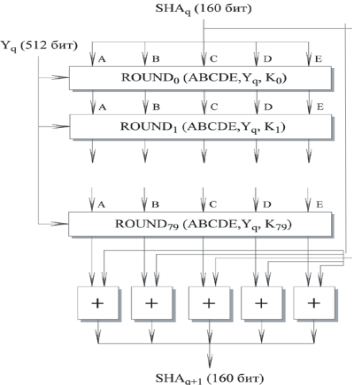 SHAq (160 бит)
Yq (512 бит)
A B C D E
ROUND0 (ABCDE,Yq, K0)
A B C D E
ROUND1 (ABCDE,Yq, K1)
A B C D E
ROUND79 (ABCDE,Yq, K79)
+ + + + +
SHAq+1 (160 бит)